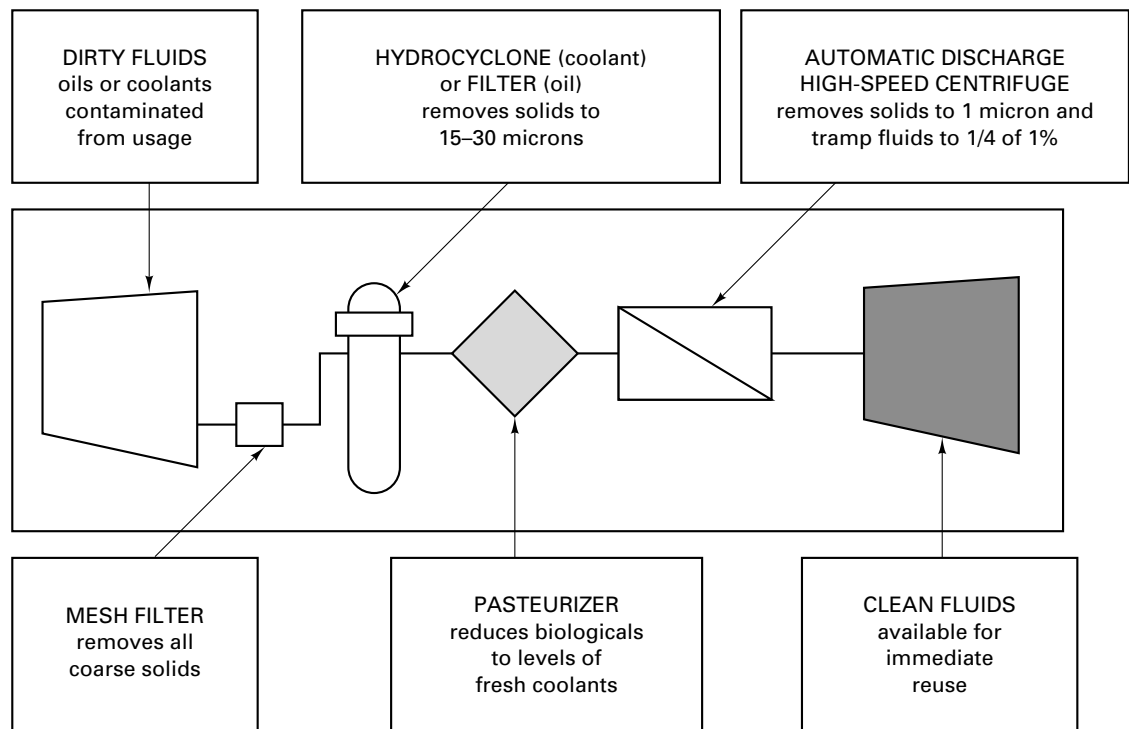 DIRTY FLUIDS
oils or coolants
contaminated
from usage
HYDROCYCLONE (coolant)
or FILTER (oil)
removes solids to
15–30 microns
AUTOMATIC DISCHARGE
HIGH-SPEED CENTRIFUGE
removes solids to 1 micron and
tramp fluids to 1/4 of 1%
MESH FILTER
removes all
coarse solids
PASTEURIZER
reduces biologicals
to levels of
fresh coolants
CLEAN FLUIDS
available for
immediate
reuse